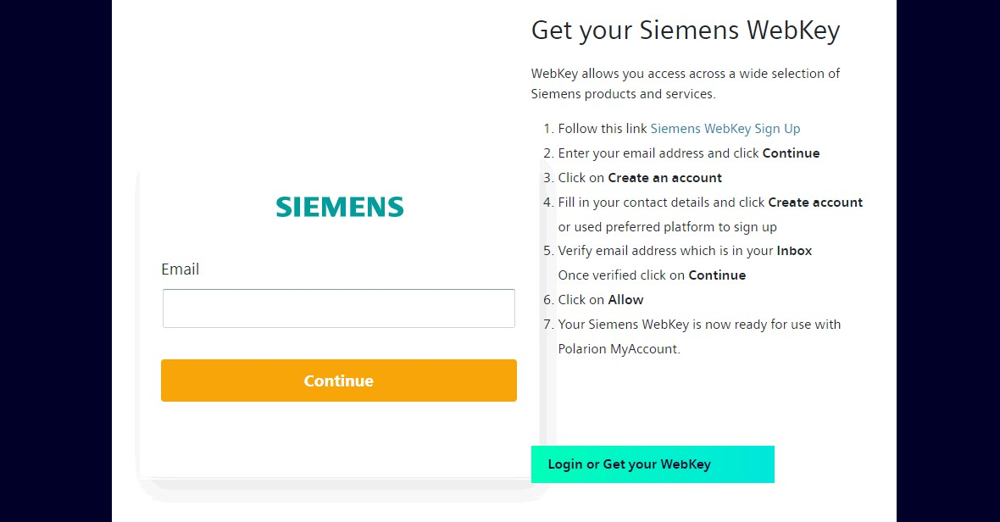 Get your Siemens WebKey
WebKey allows you access across a wide selection of
Siemens products and services.
1. Follow this link Siemens WebKey Sign Up
2. Enter your email address and click Continue
3. Click on Create an account
4. Fill in your contact details and click Create account
or used preferred platform to sign up
5. Verify email address which is in your Inbox
Once verified click on Continue
6. Click on Allow
7. Your Siemens WebKey is now ready for use with
Polarion MyAccount.
SIEMENS
Email
Continue
Login or Get your WebKey